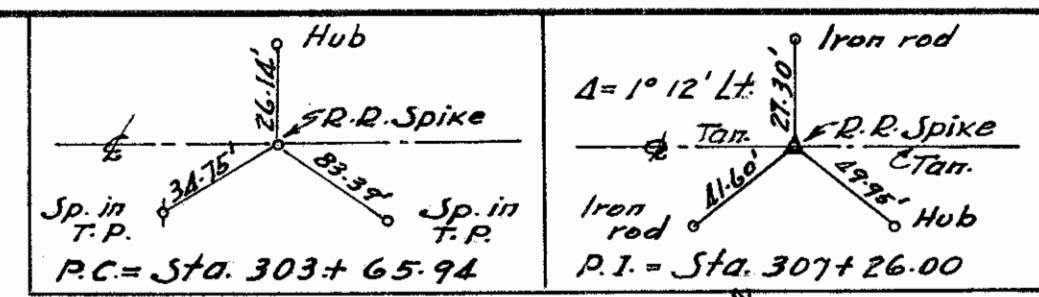 Hub
26.14'
R.R. Spike
℄
34.75'
83.39'
Sp. in
T.P.
Sp. in
T.P.
P.C. = Sta. 303 + 65.94
Iron rod
Δ = 1° 12' Lt.
27.30'
Tan.
R.R. Spike
℄
Tan.
41.60'
49.95'
Iron
rod
Hub
P.I. = Sta. 307 + 26.00